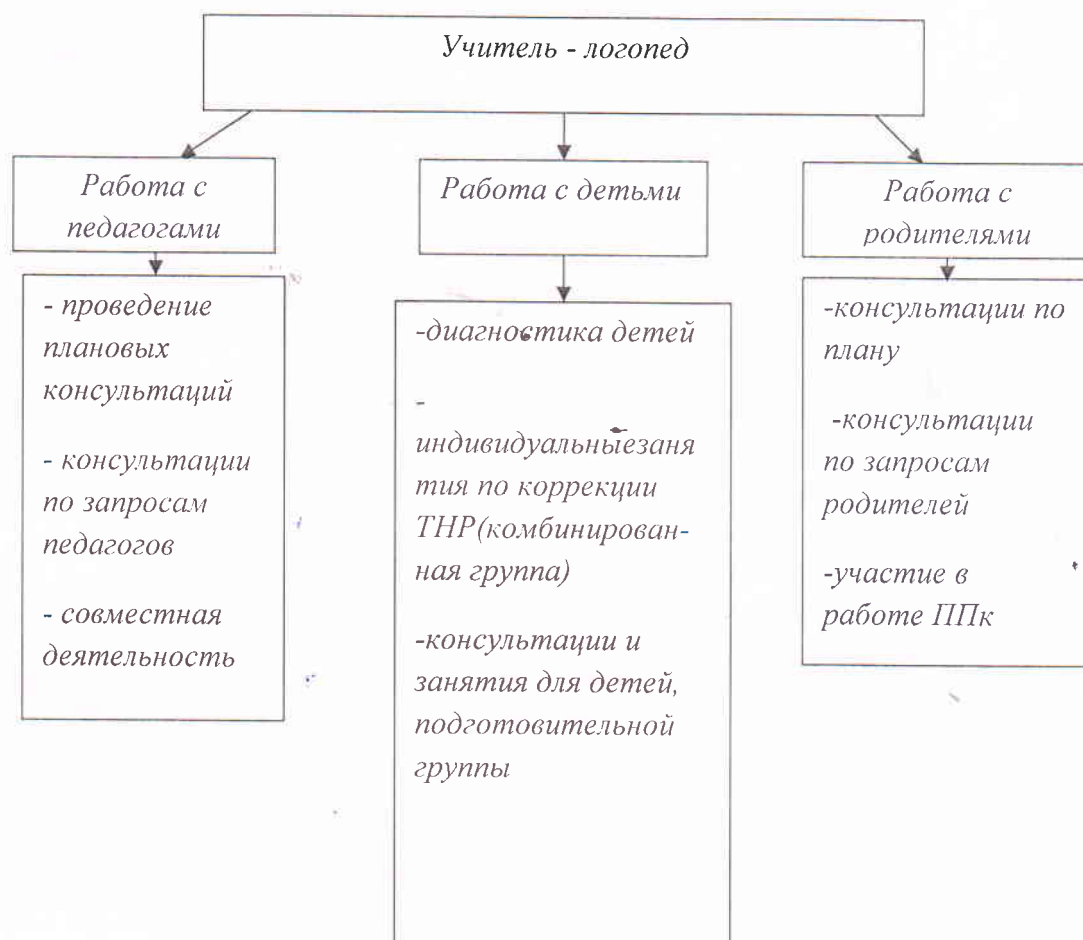 Учитель - логопед
Работа с
педагогами
Работа с детьми
Работа с
родителями
- проведение
плановых
консультаций
- консультации
по запросам
педагогов
- совместная
деятельность
-диагностика детей
-
индивидуальныезаня
тия по коррекции
ТНР(комбинирован-
ная группа)
-консультации и
занятия для детей,
подготовительной
группы
-консультации по
плану
-консультации
по запросам
родителей
-участие в
работе ППк